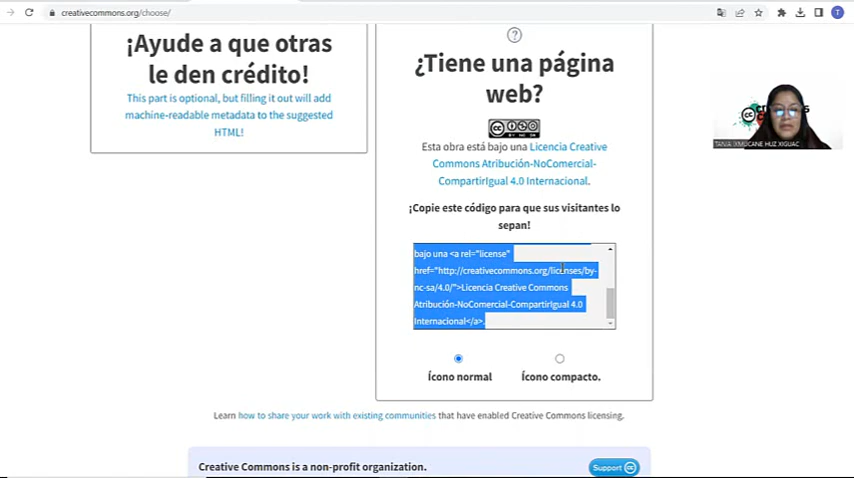 creativecommons.org/choose/
T
¡Ayude a que otras
le den crédito!
This part is optional, but filling it out will add
machine-readable metadata to the suggested
HTML!
?
¿Tiene una página
web?
Esta obra está bajo una Licencia Creative
Commons Atribución-NoComercial-
CompartirIgual 4.0 Internacional.
¡Copie este código para que sus visitantes lo
sepan!
bajo una <a rel="license"
href="http://creativecommons.org/licenses/by-
nc-sa/4.0/">Licencia Creative Commons
Atribución-NoComercial-CompartirIgual 4.0
Internacional</a>.
Ícono normal
Ícono compacto.
Learn how to share your work with existing communities that have enabled Creative Commons licensing.
Creative Commons is a non-profit organization.
Support